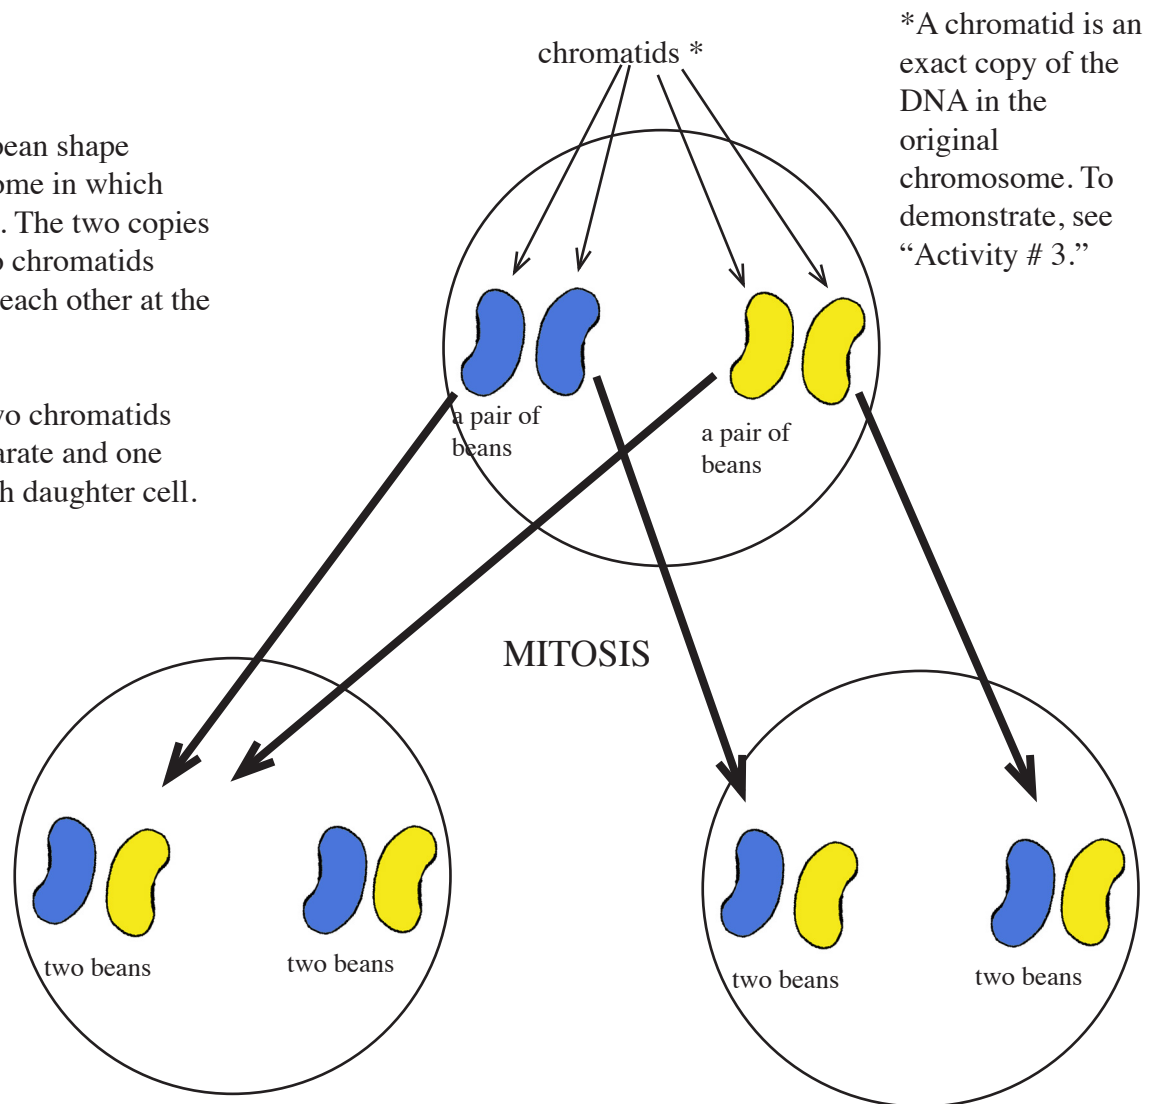 chromatids *
*A chromatid is an
exact copy of the
DNA in the
original
chromosome. To
demonstrate, see
“Activity # 3.”
bean shape
ome in which
. The two copies
o chromatids
each other at the
wo chromatids
arate and one
h daughter cell.
a pair of
beans
a pair of
beans
MITOSIS
two beans
two beans
two beans
two beans